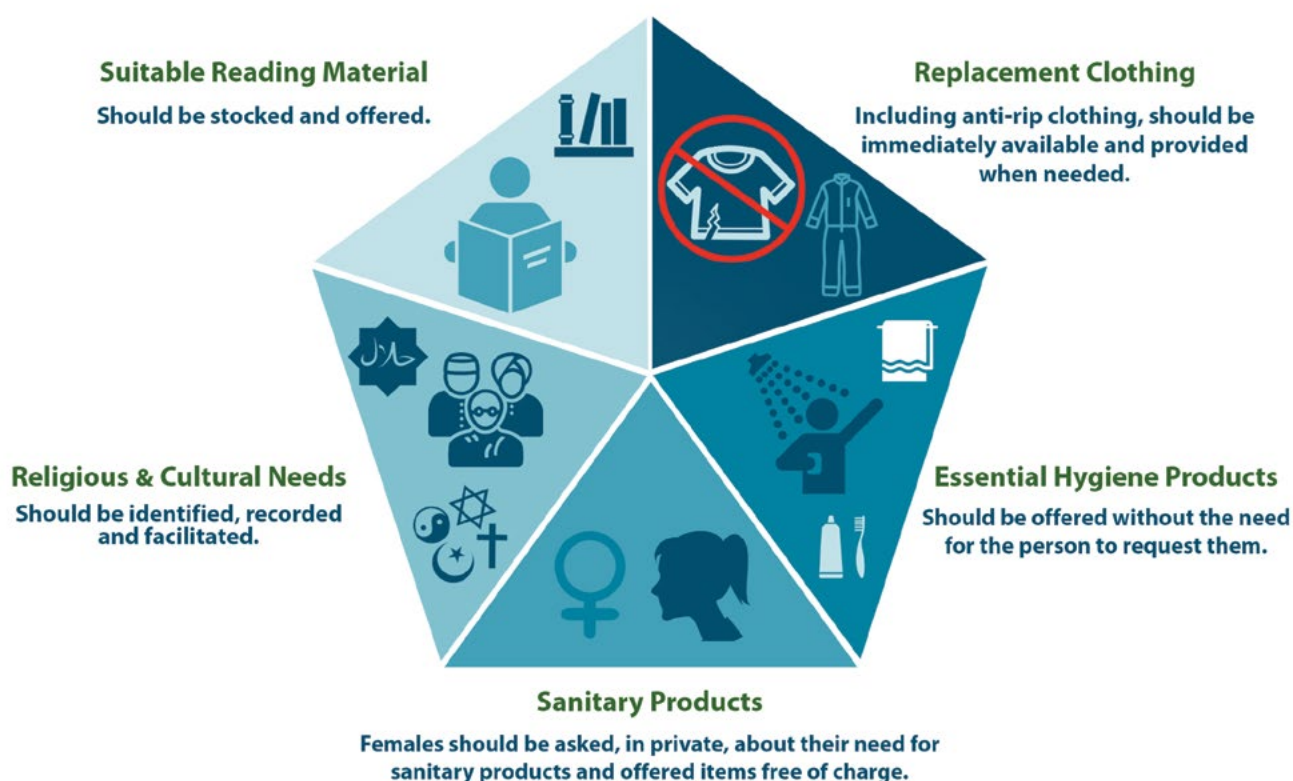 Suitable Reading Material
Should be stocked and offered.
Replacement Clothing
Including anti-rip clothing, should be
immediately available and provided
when needed.
حلال
Religious & Cultural Needs
Should be identified, recorded
and facilitated.
Essential Hygiene Products
Should be offered without the need
for the person to request them.
Sanitary Products
Females should be asked, in private, about their need for
sanitary products and offered items free of charge.